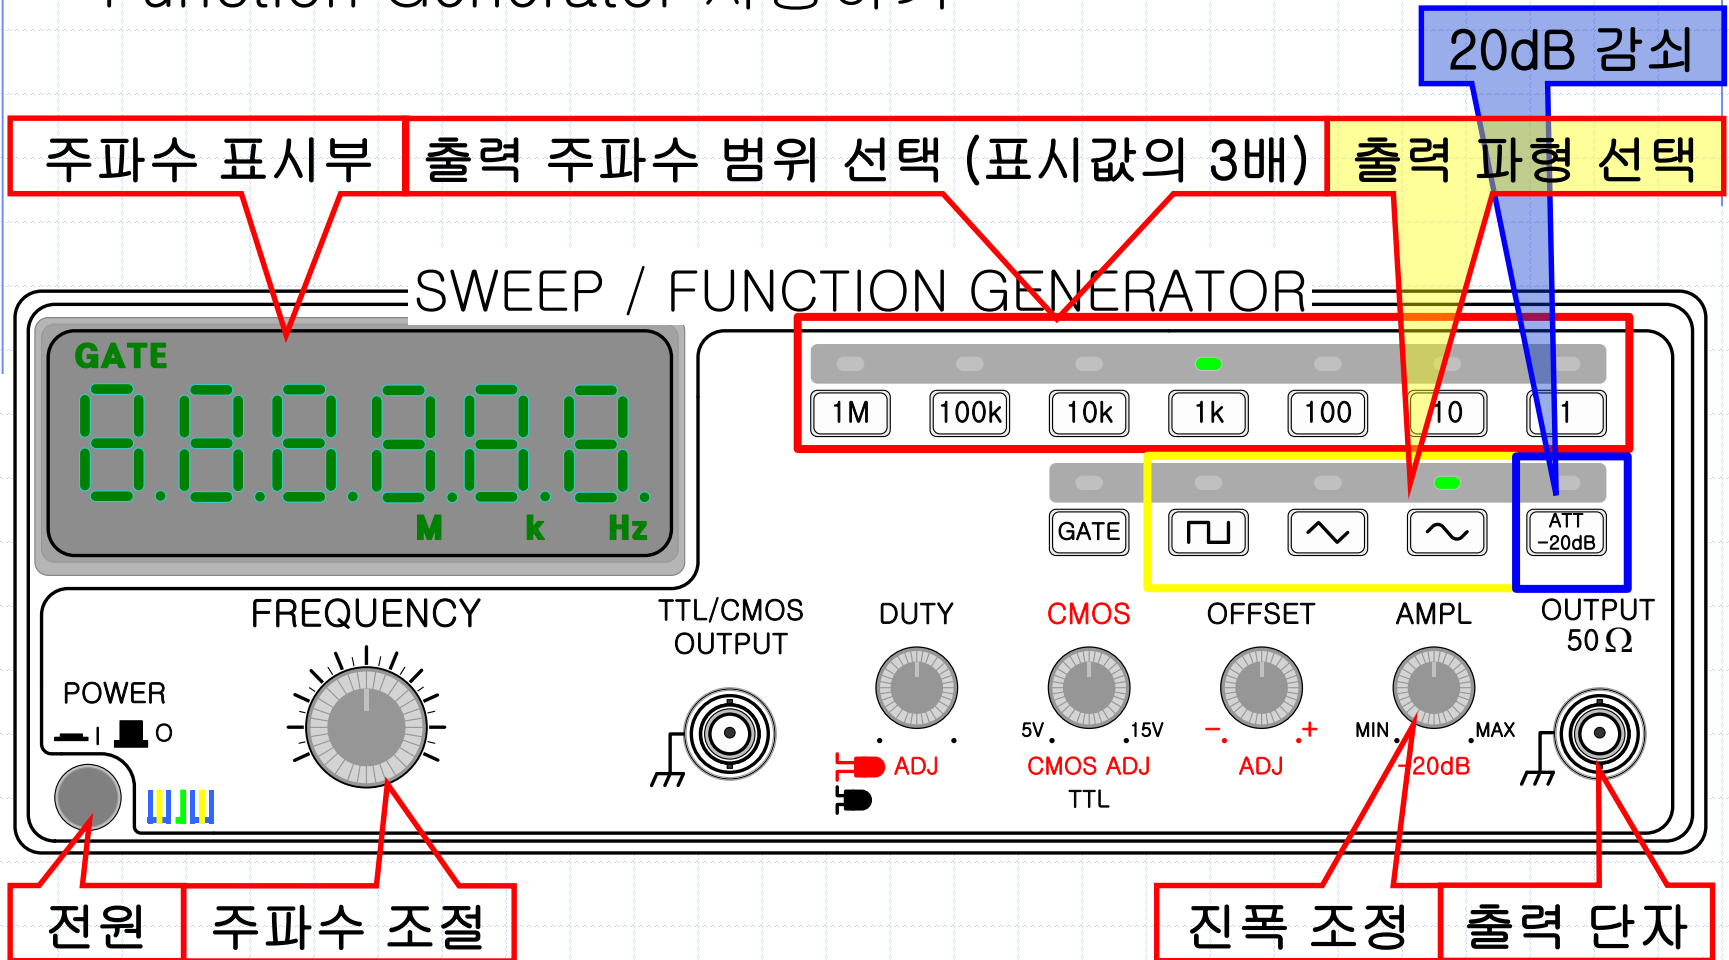 Function Generator 사용하기
20dB 감쇠
주파수 표시부
출력 주파수 범위 선택 (표시값의 3배)
출력 파형 선택
SWEEP / FUNCTION GENERATOR
GATE
8.8.8.8.8.8.
M k Hz
1M 100k 10k 1k 100 10 1
GATE
ATT
-20dB
FREQUENCY
TTL/CMOS
OUTPUT
DUTY
CMOS
OFFSET
AMPL
OUTPUT
50Ω
POWER
I O
5V 15V
- +
MIN MAX
ADJ
CMOS ADJ
ADJ
-20dB
TTL
전원
주파수 조절
진폭 조정
출력 단자